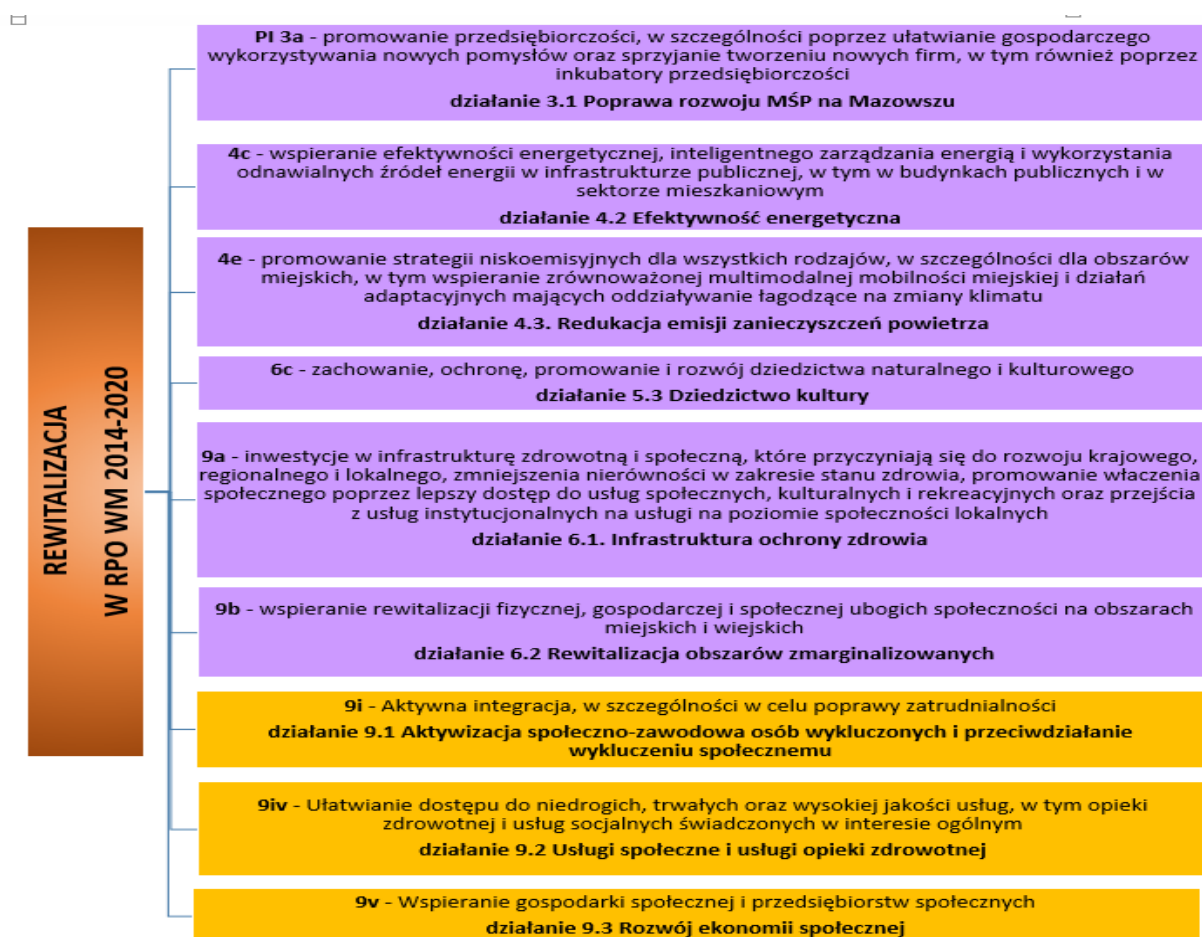 REWITALIZACJA
W RPO WM 2014-2020
PI 3a - promowanie przedsiębiorczości, w szczególności poprzez ułatwianie gospodarczego
wykorzystywania nowych pomysłów oraz sprzyjanie tworzeniu nowych firm, w tym również poprzez
inkubatory przedsiębiorczości
działanie 3.1 Poprawa rozwoju MŚP na Mazowszu
4c - wspieranie efektywności energetycznej, inteligentnego zarządzania energią i wykorzystania
odnawialnych źródeł energii w infrastrukturze publicznej, w tym w budynkach publicznych i w
sektorze mieszkaniowym
działanie 4.2 Efektywność energetyczna
4e - promowanie strategii niskoemisyjnych dla wszystkich rodzajów, w szczególności dla obszarów
miejskich, w tym wspieranie zrównoważonej multimodalnej mobilności miejskiej i działań
adaptacyjnych mających oddziaływanie łagodzące na zmiany klimatu
działanie 4.3. Redukacja emisji zanieczyszczeń powietrza
6c - zachowanie, ochronę, promowanie i rozwój dziedzictwa naturalnego i kulturowego
działanie 5.3 Dziedzictwo kultury
9a - inwestycje w infrastrukturę zdrowotną i społeczną, które przyczyniają się do rozwoju krajowego,
regionalnego i lokalnego, zmniejszenia nierówności w zakresie stanu zdrowia, promowanie włączenia
społecznego poprzez lepszy dostęp do usług społecznych, kulturalnych i rekreacyjnych oraz przejścia
z usług instytucjonalnych na usługi na poziomie społeczności lokalnych
działanie 6.1. Infrastruktura ochrony zdrowia
9b - wspieranie rewitalizacji fizycznej, gospodarczej i społecznej ubogich społeczności na obszarach
miejskich i wiejskich
działanie 6.2 Rewitalizacja obszarów zmarginalizowanych
9i - Aktywna integracja, w szczególności w celu poprawy zatrudnialności
działanie 9.1 Aktywizacja społeczno-zawodowa osób wykluczonych i przeciwdziałanie
wykluczeniu społecznemu
9iv - Ułatwianie dostępu do niedrogich, trwałych oraz wysokiej jakości usług, w tym opieki
zdrowotnej i usług socjalnych świadczonych w interesie ogólnym
działanie 9.2 Usługi społeczne i usługi opieki zdrowotnej
9v - Wspieranie gospodarki społecznej i przedsiębiorstw społecznych
działanie 9.3 Rozwój ekonomii społecznej